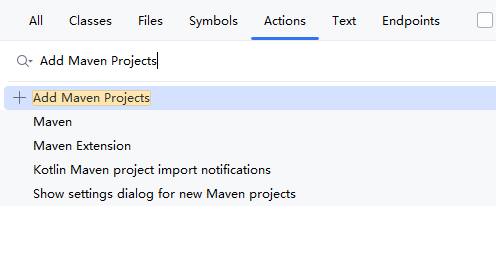 All Classes Files Symbols Actions Text Endpoints
Add Maven Projects
Add Maven Projects
Maven
Maven Extension
Kotlin Maven project import notifications
Show settings dialog for new Maven projects